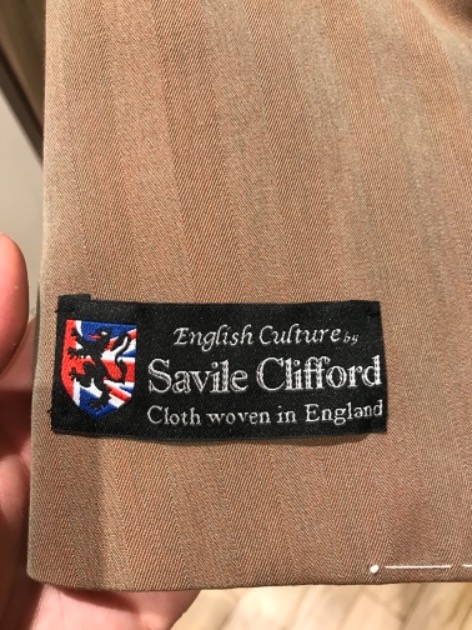 English Culture by
Savile Clifford
Cloth woven in England